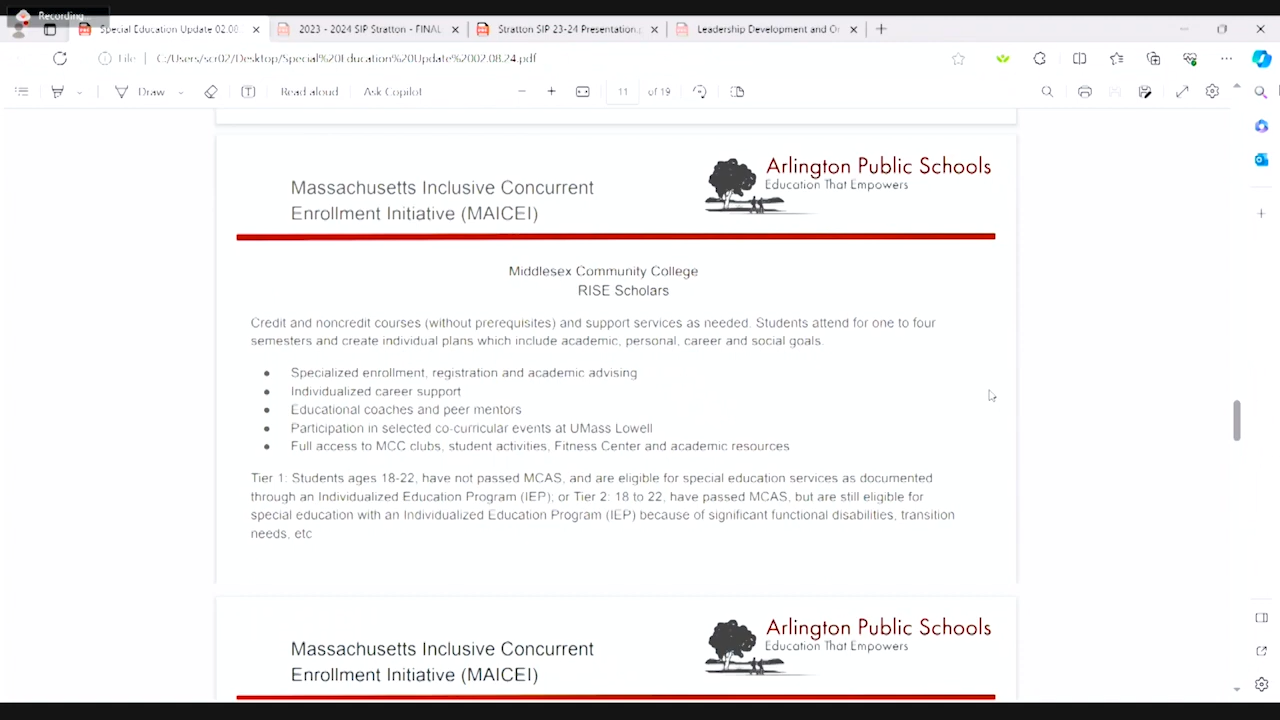 Recording...
Special Education Update 02.08.
2023 - 2024 SIP Stratton - FINAL
Stratton SIP 23-24 Presentation.p
Leadership Development and Or
File
C:/Users/scr02/Desktop/Special%20Education%20Update%2002.08.24.pdf
Draw
Read aloud
Ask Copilot
11 of 19
Massachusetts Inclusive Concurrent
Enrollment Initiative (MAICEI)
Arlington Public Schools
Education That Empowers
Middlesex Community College
RISE Scholars
Credit and noncredit courses (without prerequisites) and support services as needed. Students attend for one to four
semesters and create individual plans which include academic, personal, career and social goals.
• Specialized enrollment, registration and academic advising
• Individualized career support
• Educational coaches and peer mentors
• Participation in selected co-curricular events at UMass Lowell
• Full access to MCC clubs, student activities, Fitness Center and academic resources
Tier 1: Students ages 18-22, have not passed MCAS, and are eligible for special education services as documented
through an Individualized Education Program (IEP); or Tier 2: 18 to 22, have passed MCAS, but are still eligible for
special education with an Individualized Education Program (IEP) because of significant functional disabilities, transition
needs, etc
Massachusetts Inclusive Concurrent
Enrollment Initiative (MAICEI)
Arlington Public Schools
Education That Empowers